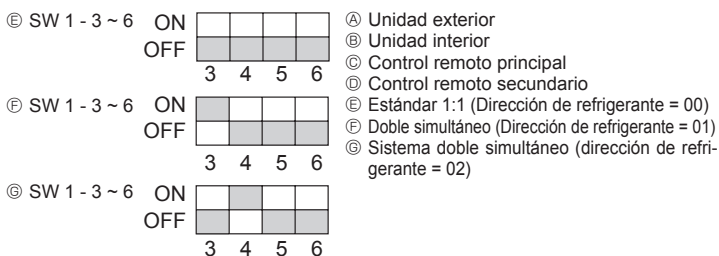 Ⓔ SW 1 - 3 ~ 6 ON
OFF
3 4 5 6
Ⓕ SW 1 - 3 ~ 6 ON
OFF
3 4 5 6
Ⓖ SW 1 - 3 ~ 6 ON
OFF
3 4 5 6
Ⓐ Unidad exterior
Ⓑ Unidad interior
Ⓒ Control remoto principal
Ⓓ Control remoto secundario
Ⓔ Estándar 1:1 (Dirección de refrigerante = 00)
Ⓕ Doble simultáneo (Dirección de refrigerante = 01)
Ⓖ Sistema doble simultáneo (dirección de refri-
gerante = 02)